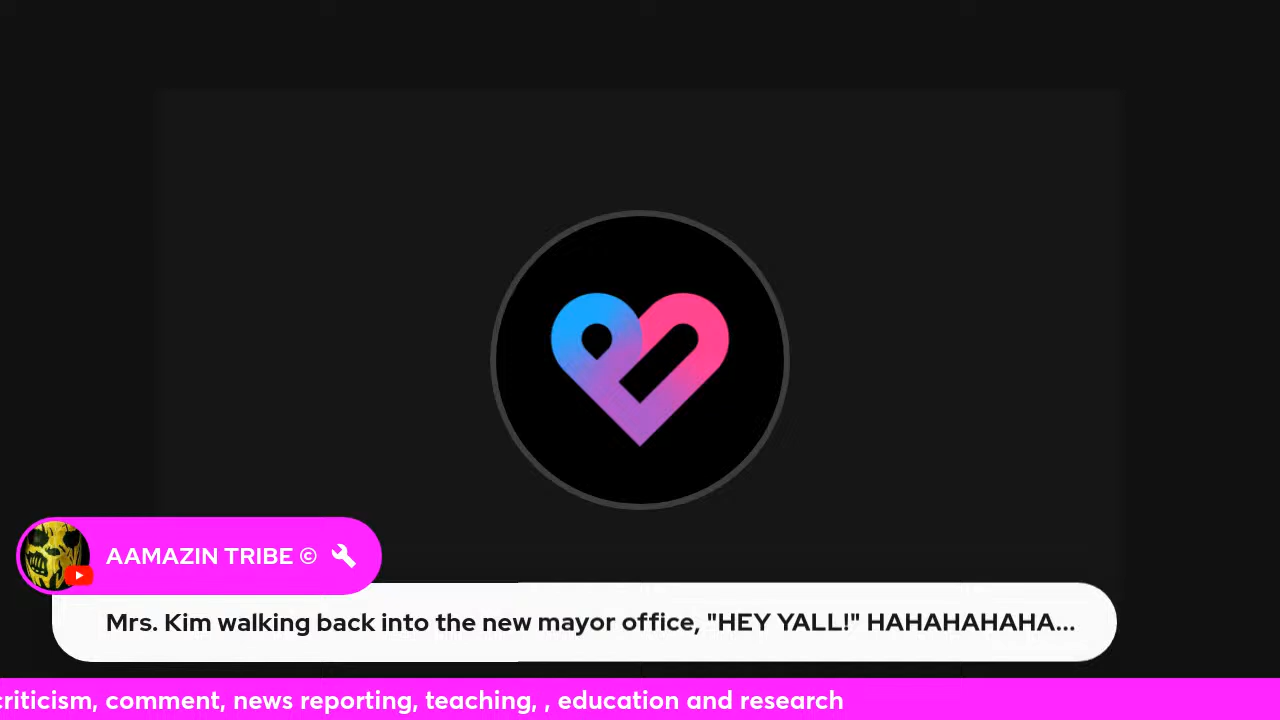 AAMAZIN TRIBE ©
Mrs. Kim walking back into the new mayor office, "HEY YALL!" HAHAHAHAHA...
criticism, comment, news reporting, teaching, , education and research